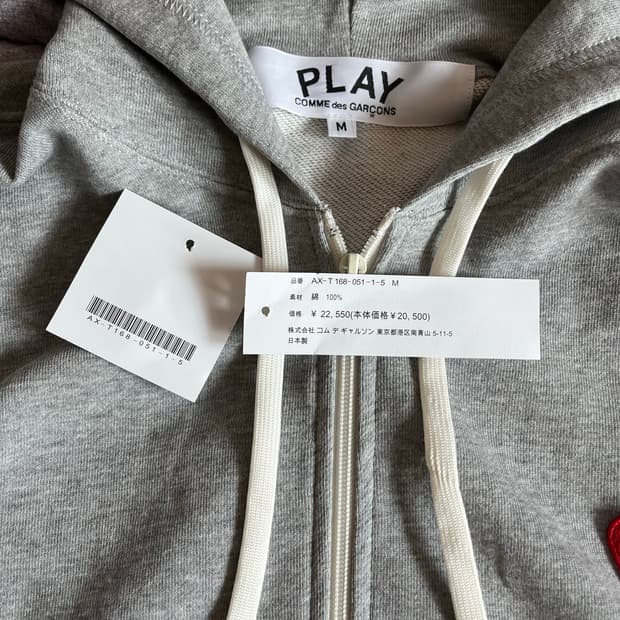 PLAY
COMME des GARÇONS
M
品番 AX-T168-051-1-5 M
素材 綿 100%
価格 ¥ 22, 550(本体価格¥20, 500)
株式会社 コム デ ギャルソン 東京都港区南青山 5-11-5
日本製
AX-T168-051-1-5